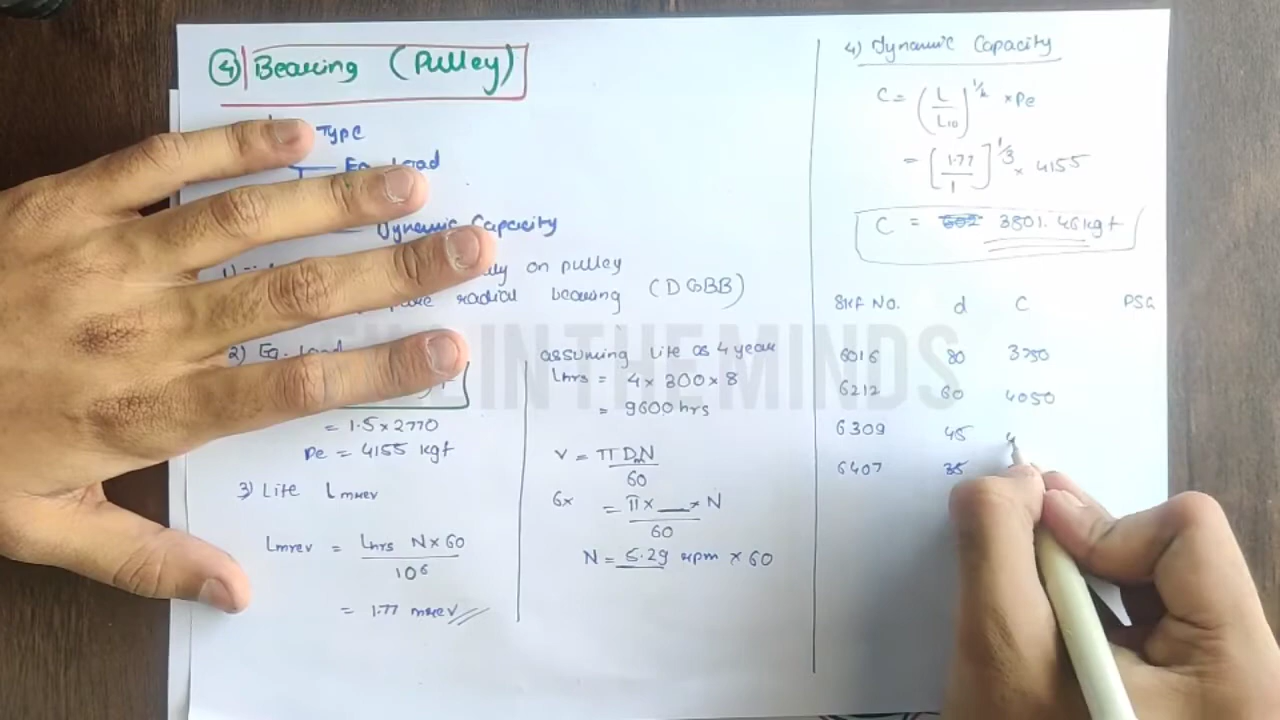 ④ Bearing (Pulley)
Type
Load
Dynamic Capacity
on pulley
radial bearing (DGBB)
2) Eq. Load
= 1.5 x 2770
Pe = 4155 kgf
3) Life Lmrev
Lmrev = Lhrs N x 60 / 10⁶
= 1.77 mrev
assuming life as 4 year
Lhrs = 4 x 300 x 8
= 9600 hrs
V = π DₘN / 60
6x = π x __ x N / 60
N = 5.29 rpm x 60
4) Dynamic Capacity
C = (L / L₁₀)^1/k x Pe
= [1.77 / 1]^1/3 x 4155
C = 3801.46 kgf
SKF No. d C PSG
6016 80
6212 60 4050
6309 45 4
6407 35
INTHEMINDS